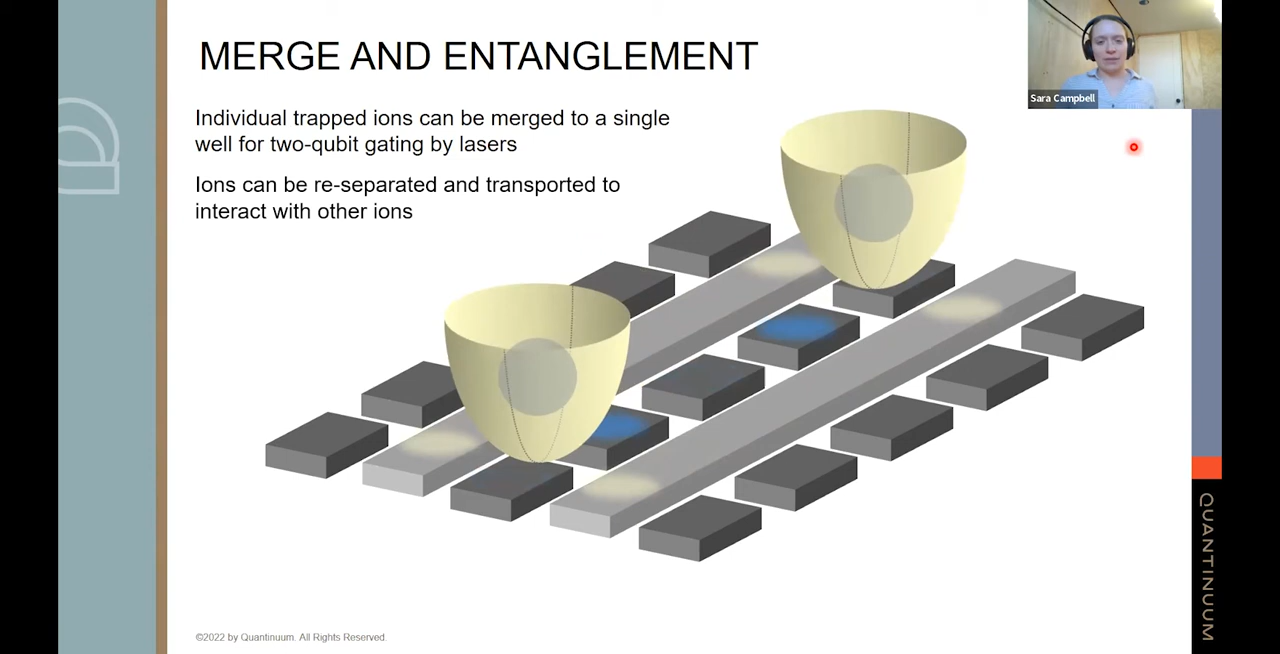 MERGE AND ENTANGLEMENT
Individual trapped ions can be merged to a single
well for two-qubit gating by lasers
Ions can be re-separated and transported to
interact with other ions
Sara Campbell
QUANTINUUM
©2022 by Quantinuum. All Rights Reserved.